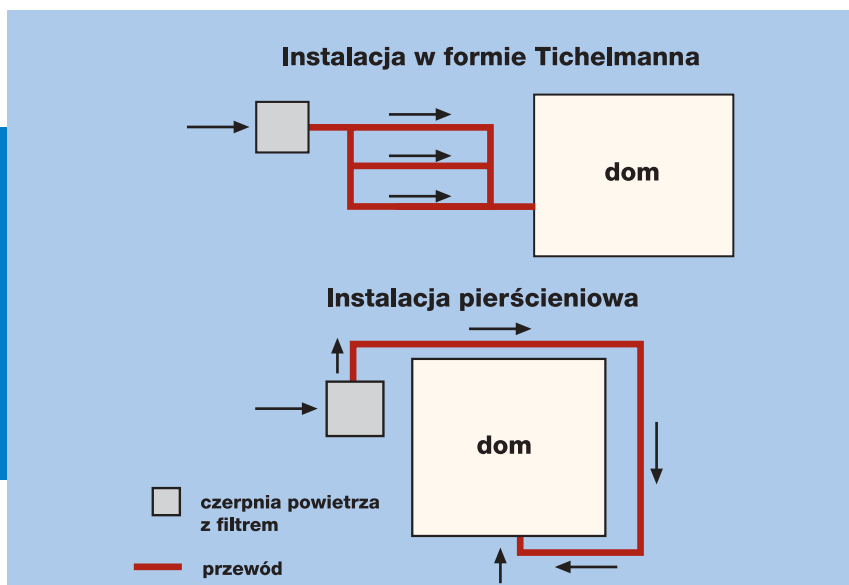 Instalacja w formie Tichelmanna
dom
Instalacja pierścieniowa
dom
czerpnia powietrza
z filtrem
przewód